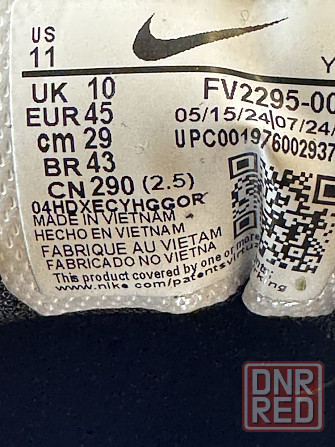 US
11
UK 10
EUR 45
cm 29
BR 43
CN 290 (2.5)
FV2295-00
05/15/24 07/24/
UPC001976002937
04HDXECYHGGOR
MADE IN VIETNAM
HECHO EN VIETNAM
FABRIQUE AU VIETAM
FABRICADO NO VIETNA
This product covered by one or more
www.nike.com/patents
DNR
RED